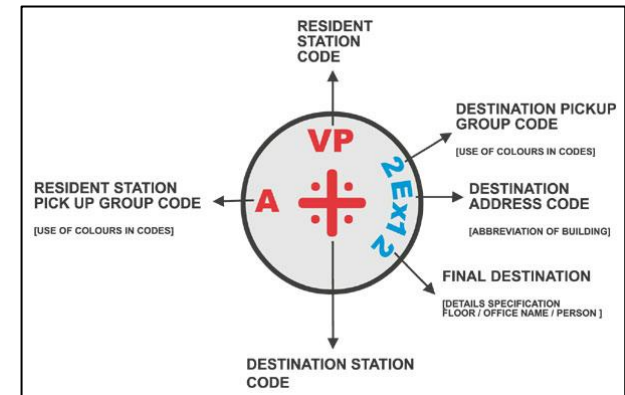 RESIDENT
STATION
CODE
VP
DESTINATION PICKUP
GROUP CODE
[USE OF COLOURS IN CODES]
RESIDENT STATION
PICK UP GROUP CODE
[USE OF COLOURS IN CODES]
A
2 Ex12
DESTINATION
ADDRESS CODE
[ABBREVIATION OF BUILDING]
FINAL DESTINATION
[DETAILS SPECIFICATION
FLOOR / OFFICE NAME / PERSON ]
DESTINATION STATION
CODE